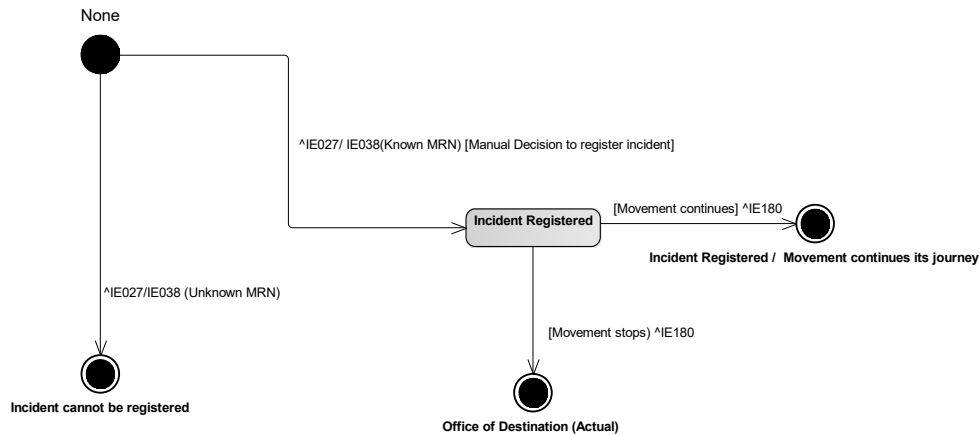 None
^IE027/ IE038(Known MRN) [Manual Decision to register incident]
[Movement continues] ^IE180
Incident Registered
Incident Registered /  Movement continues its journey
^IE027/IE038 (Unknown MRN)
[Movement stops) ^IE180
Incident cannot be registered
Office of Destination (Actual)